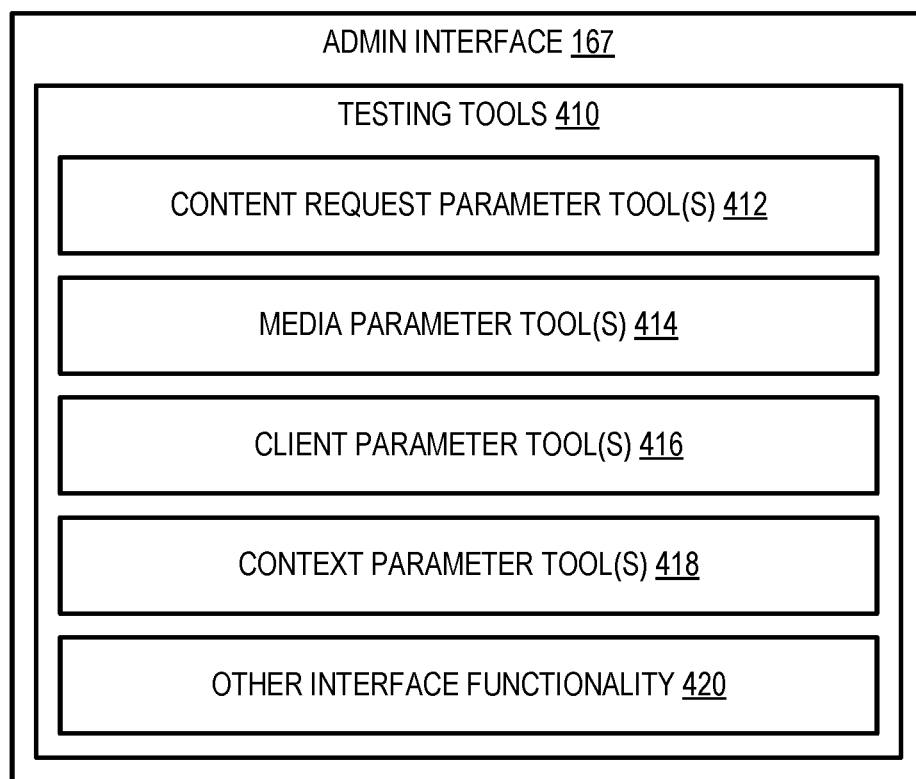 ADMIN INTERFACE 167
TESTING TOOLS 410
CONTENT REQUEST PARAMETER TOOL(S) 412
MEDIA PARAMETER TOOL(S) 414
CLIENT PARAMETER TOOL(S) 416
CONTEXT PARAMETER TOOL(S) 418
OTHER INTERFACE FUNCTIONALITY 420